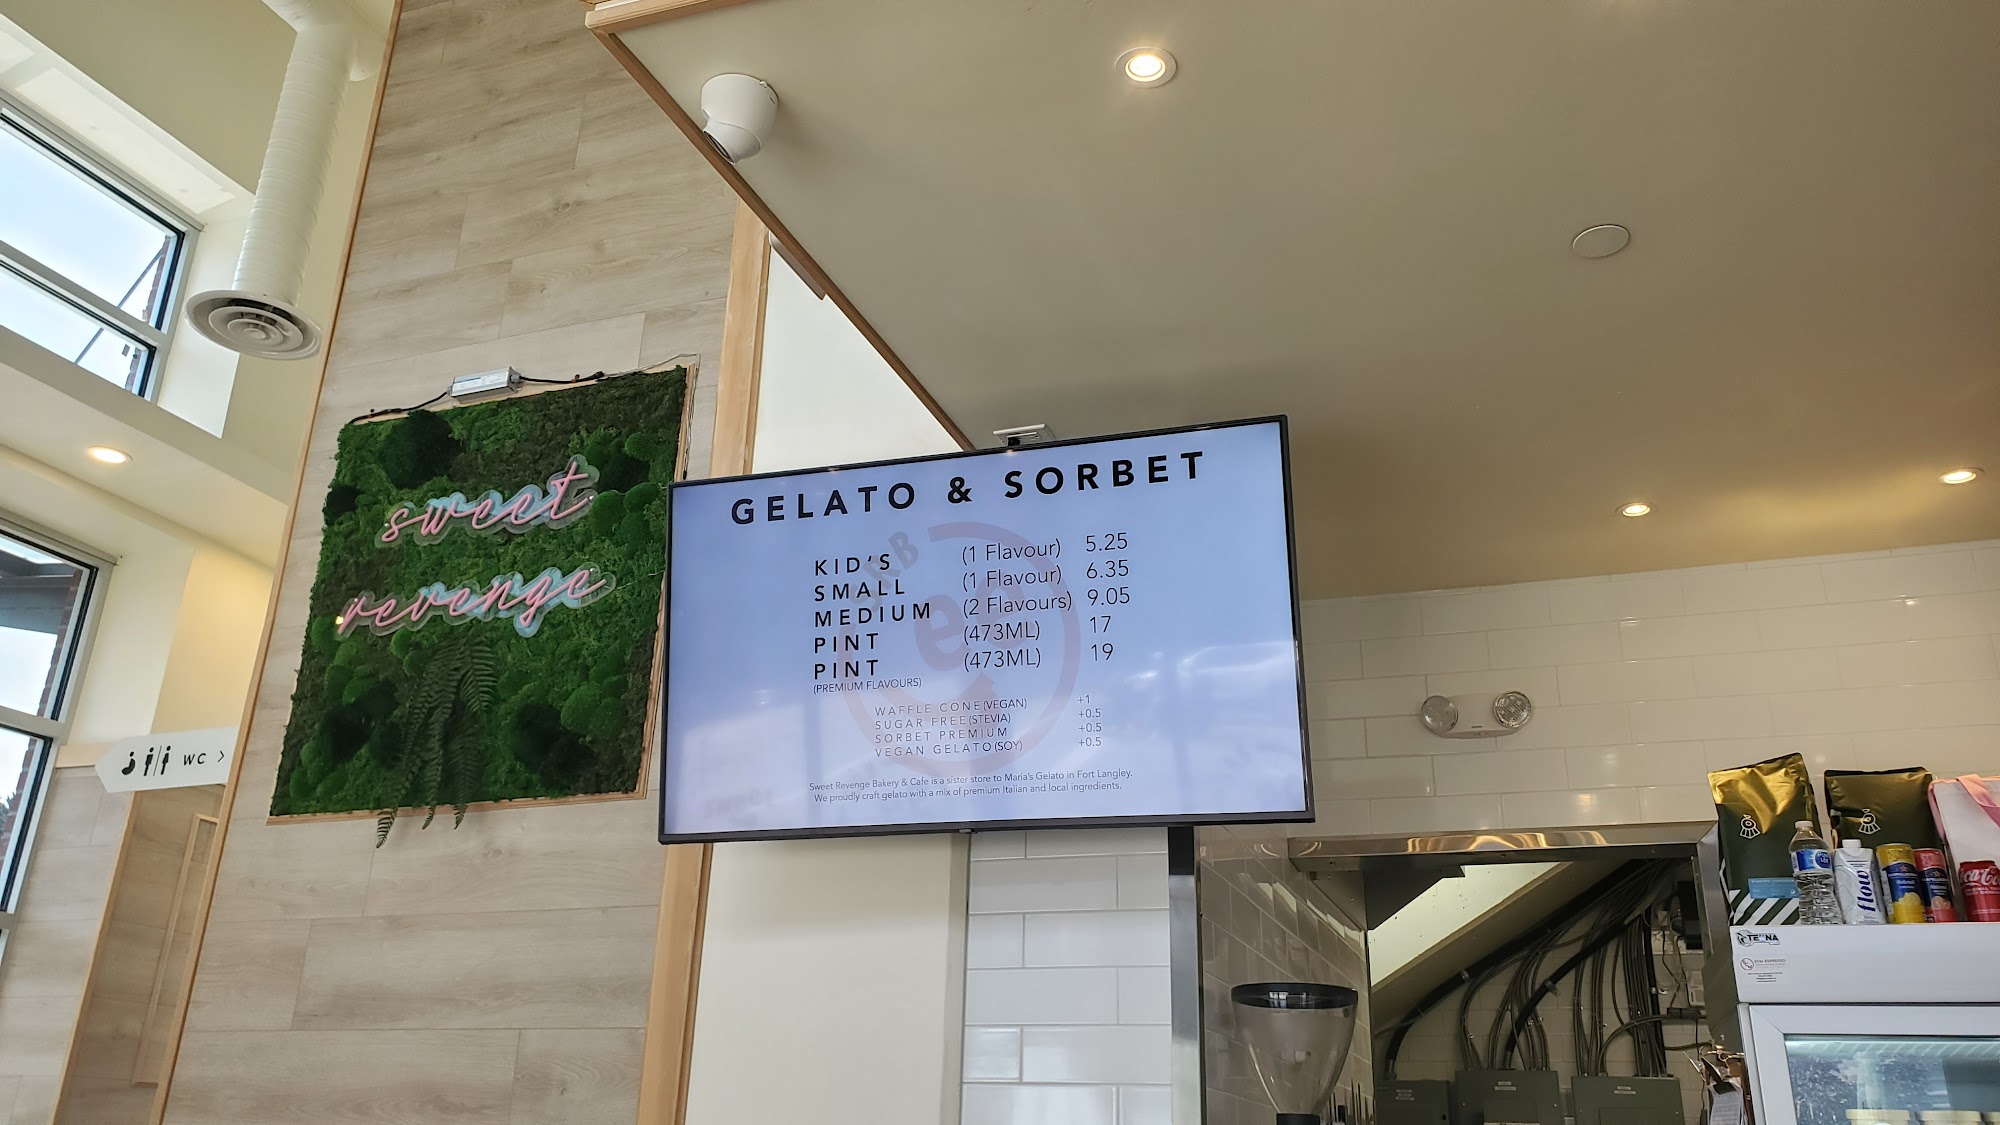 sweet
revenge
WC >
GELATO & SORBET
KID'S (1 Flavour) 5.25
SMALL (1 Flavour) 6.35
MEDIUM (2 Flavours) 9.05
PINT (473ML) 17
PINT (473ML) 19
(PREMIUM FLAVOURS)
WAFFLE CONE (VEGAN) +1
SUGAR FREE (STEVIA) +0.5
SORBET PREMIUM +0.5
VEGAN GELATO (SOY) +0.5
Sweet Revenge Bakery & Cafe is a sister store to Maria's Gelato in Fort Langley.
We proudly craft gelato with a mix of premium Italian and local ingredients.
flow